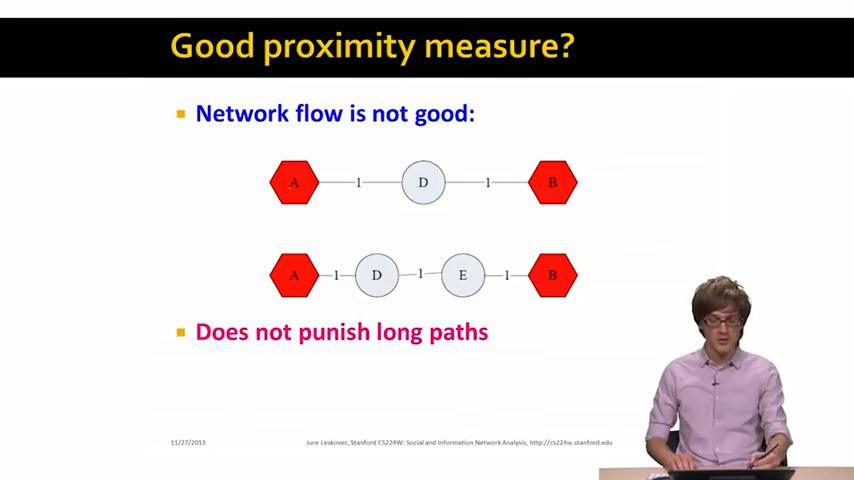 Good proximity measure?
Network flow is not good:
A 1 D 1 B
A 1 D 1 E 1 B
Does not punish long paths
11/27/2013 Jure Leskovec, Stanford CS224W: Social and Information Network Analysis, http://cs224w.stanford.edu